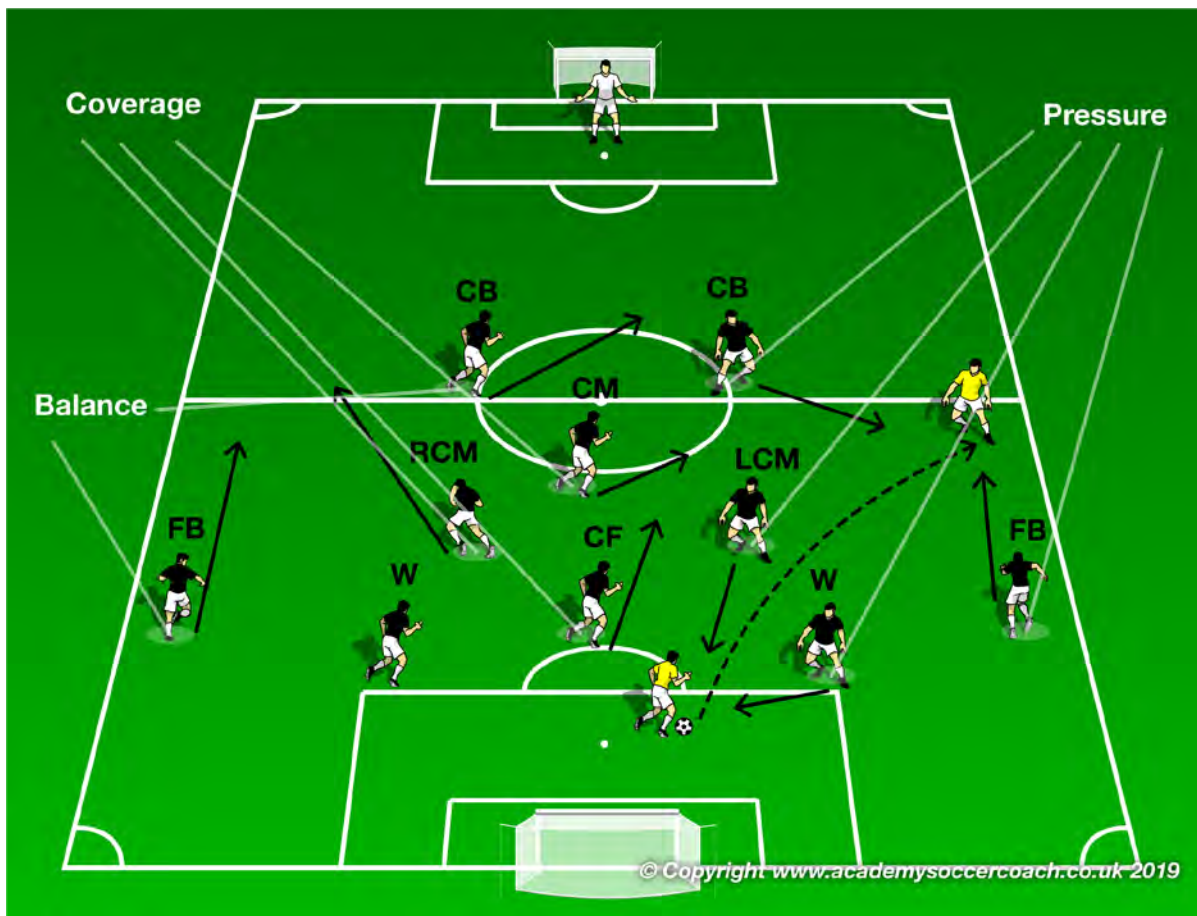 Coverage
Pressure
CB
CB
CM
Balance
RCM
LCM
FB
CF
FB
W
W
© Copyright www.academysoccercoach.co.uk 2019